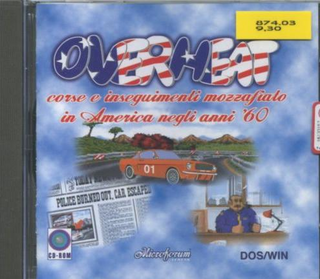 874.03
9,30
OVERHEAT
corse e inseguimenti mozzafiato
in America negli anni '60
01
POLICE BURNED OUT, CAR ESCAPED
CD-ROM
Microforum
DOS/WIN